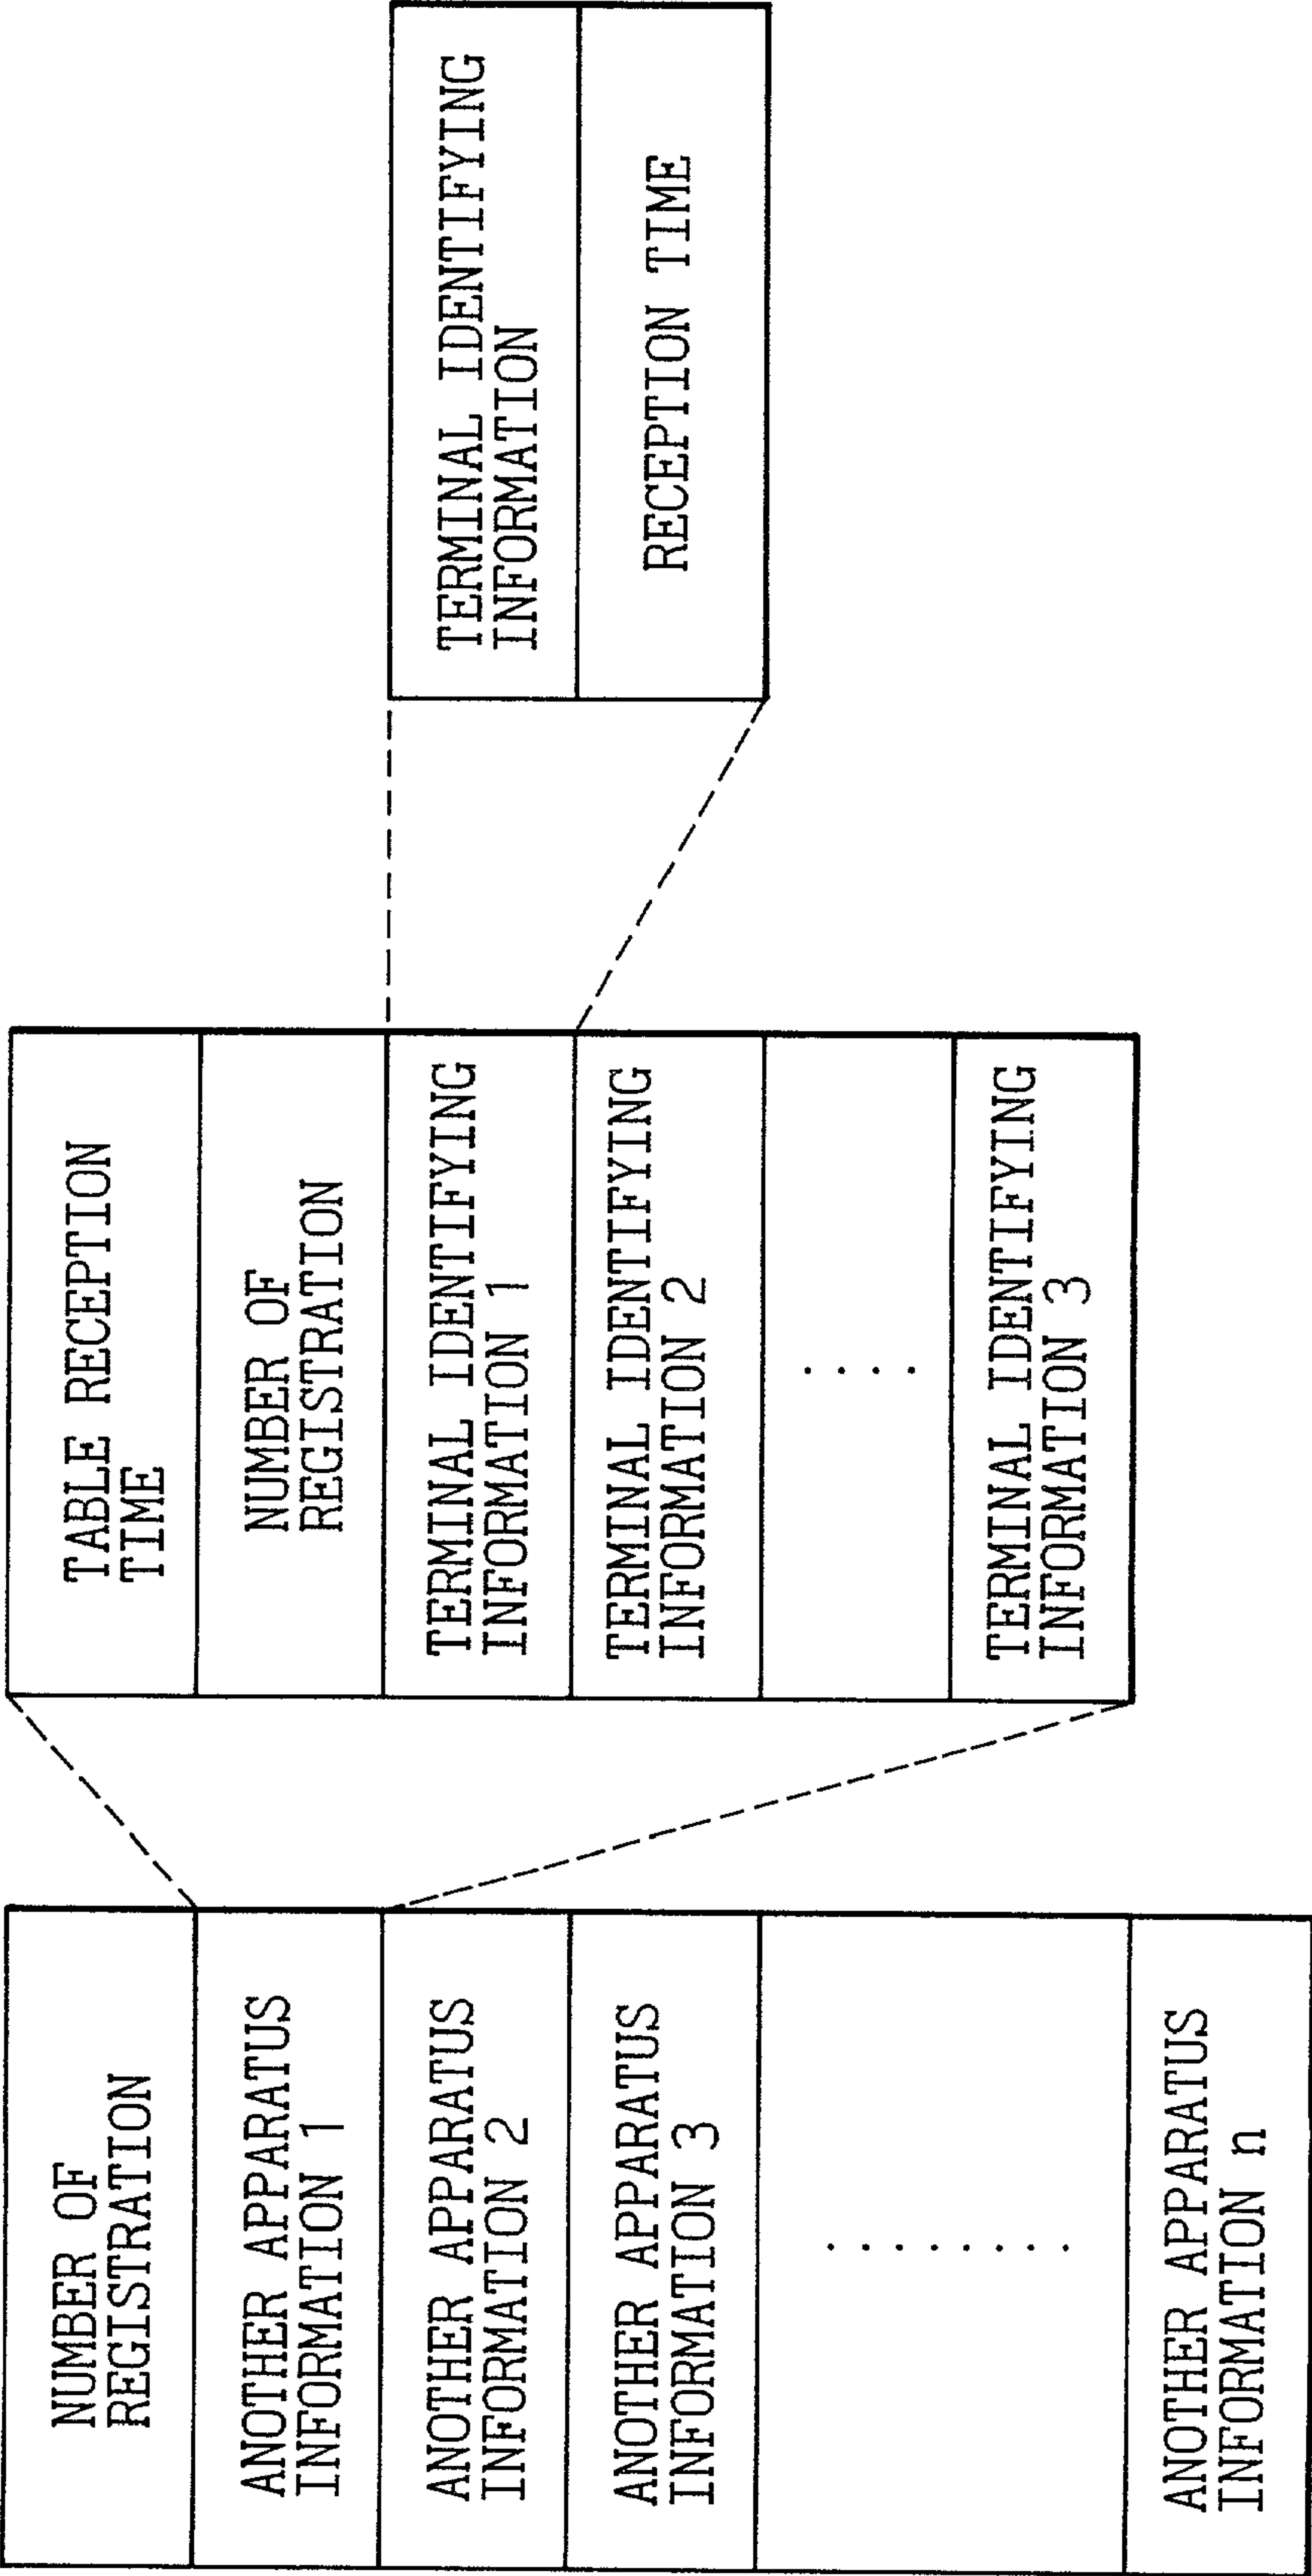 NUMBER OF
REGISTRATION
ANOTHER APPARATUS
INFORMATION 1
ANOTHER APPARATUS
INFORMATION 2
ANOTHER APPARATUS
INFORMATION 3
. . . . . . . .
ANOTHER APPARATUS
INFORMATION n
TABLE RECEPTION
TIME
NUMBER OF
REGISTRATION
TERMINAL IDENTIFYING
INFORMATION 1
TERMINAL IDENTIFYING
INFORMATION 2
. . . .
TERMINAL IDENTIFYING
INFORMATION 3
TERMINAL IDENTIFYING
INFORMATION
RECEPTION TIME